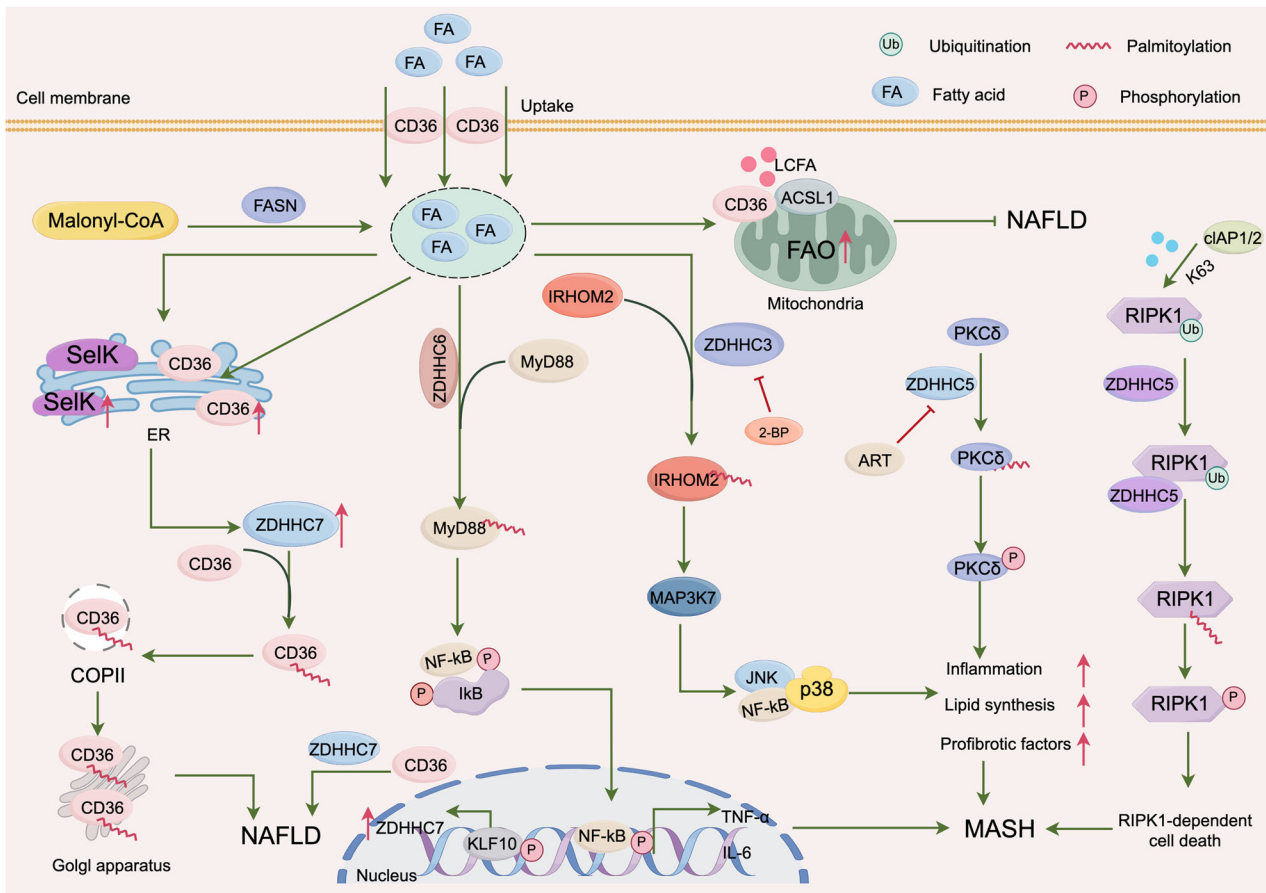 FA
FA
FA
Ub
Ubiquitination
Palmitoylation
FA
Fatty acid
P
Phosphorylation
Cell membrane
Uptake
CD36
CD36
LCFA
CD36
ACSL1
FAO
Mitochondria
NAFLD
Malonyl-CoA
FASN
FA
FA
FA
cIAP1/2
K63
RIPK1
Ub
IRHOM2
ZDHHC3
2-BP
PKCδ
ZDHHC5
ART
ZDHHC5
SelK
CD36
SelK
CD36
ER
ZDHHC6
MyD88
IRHOM2
PKCδ
RIPK1
Ub
ZDHHC5
ZDHHC7
CD36
MyD88
PKCδ
P
MAP3K7
RIPK1
CD36
COPII
CD36
NF-kB
P
P
IkB
JNK
NF-kB
p38
Inflammation
Lipid synthesis
Profibrotic factors
RIPK1
P
CD36
CD36
Golgl apparatus
ZDHHC7
CD36
NAFLD
ZDHHC7
KLF10
P
NF-kB
P
TNF-α
IL-6
Nucleus
MASH
RIPK1-dependent
cell death